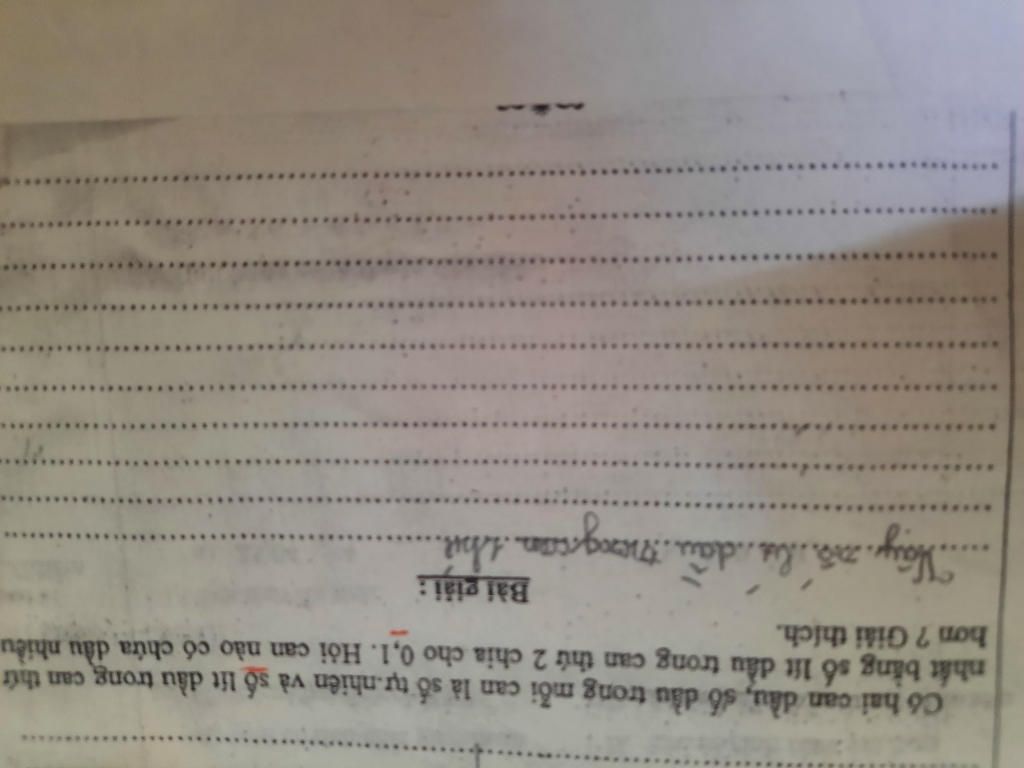 Có hai can dầu, số dầu trong mỗi can là số tự nhiên và số lít dầu trong can thứ
nhất bằng số lít dầu trong can thứ 2 chia cho 0,1. Hỏi can nào có chứa dầu nhiều
hơn ? Giải thích.
Bài giải :
số lít dầu trong can thứ